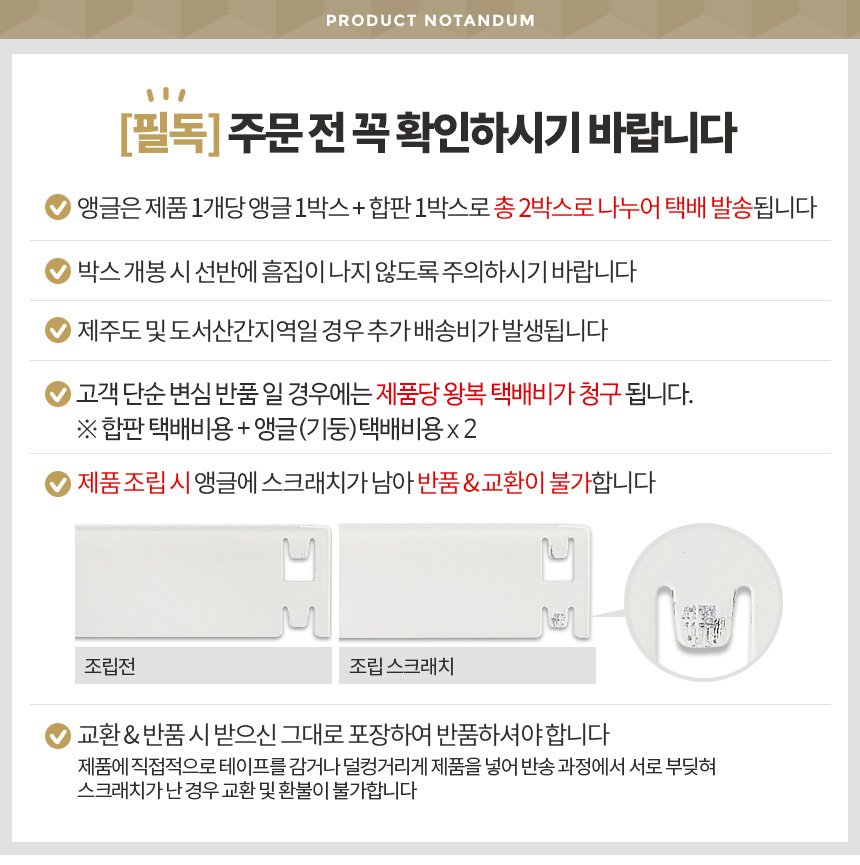 PRODUCT NOTANDUM
[필독] 주문 전 꼭 확인하시기 바랍니다
앵글은 제품 1개당 앵글 1박스 + 합판 1박스로 총 2박스로 나누어 택배 발송됩니다
박스 개봉 시 선반에 흠집이 나지 않도록 주의하시기 바랍니다
제주도 및 도서산간지역일 경우 추가 배송비가 발생됩니다
고객 단순 변심 반품 일 경우에는 제품당 왕복 택배비가 청구 됩니다.
※ 합판 택배비용 + 앵글 (기둥) 택배비용 x 2
제품 조립 시 앵글에 스크래치가 남아 반품 & 교환이 불가합니다
조립전
조립 스크래치
교환 & 반품 시 받으신 그대로 포장하여 반품하셔야 합니다
제품에 직접적으로 테이프를 감거나 덜컹거리게 제품을 넣어 반송 과정에서 서로 부딪혀
스크래치가 난 경우 교환 및 환불이 불가합니다